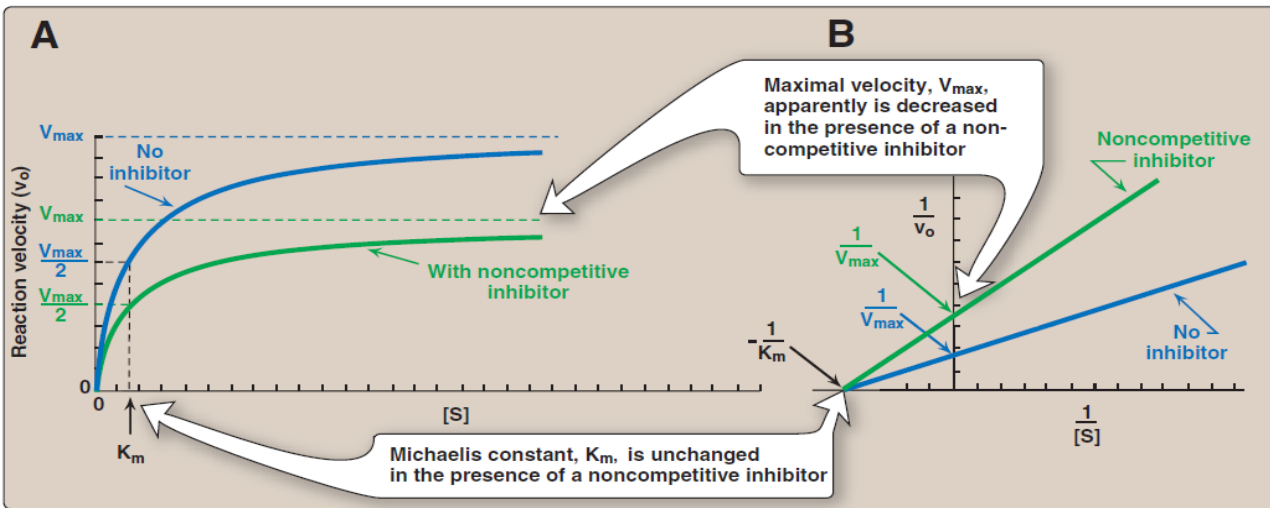 A
Vmax
No
inhibitor
Vmax
Vmax
2
Vmax
2
Reaction velocity (vo)
With noncompetitive
inhibitor
0
0
[S]
Km
B
Maximal velocity, Vmax,
apparently is decreased
in the presence of a non-
competitive inhibitor
Noncompetitive
inhibitor
1
vo
1
Vmax
1
Vmax
- 1
Km
No
inhibitor
1
[S]
Michaelis constant, Km, is unchanged
in the presence of a noncompetitive inhibitor